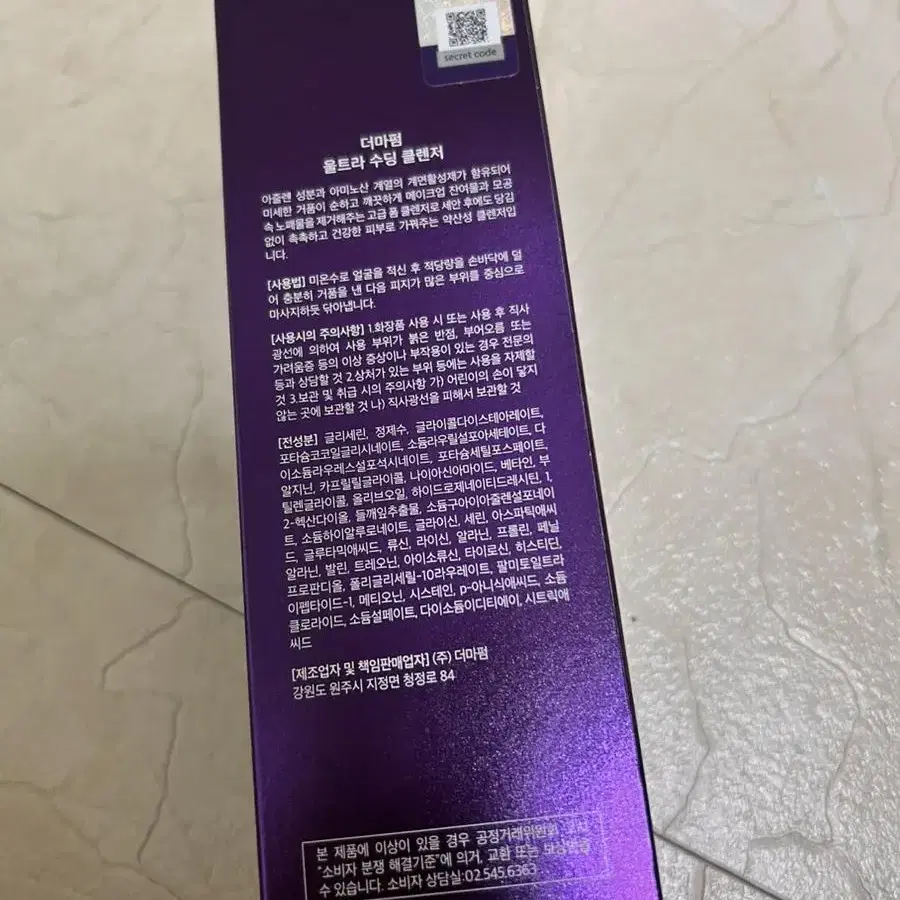 secret code
더마펌
울트라 수딩 클렌저
아줄렌 성분과 아미노산 계열의 계면활성제가 함유되어
미세한 거품이 순하고 깨끗하게 메이크업 잔여물과 모공
속 노폐물을 제거해주는 고급 폼 클렌저로 세안 후에도 당김
없이 촉촉하고 건강한 피부로 가꿔주는 약산성 클렌저입
니다.
[사용법] 미온수로 얼굴을 적신 후 적당량을 손바닥에 덜
어 충분히 거품을 낸 다음 피지가 많은 부위를 중심으로
마사지하듯 닦아냅니다.
[사용시의 주의사항] 1.화장품 사용 시 또는 사용 후 직사
광선에 의하여 사용 부위가 붉은 반점, 부어오름 또는
가려움증 등의 이상 증상이나 부작용이 있는 경우 전문의
등과 상담할 것 2.상처가 있는 부위 등에는 사용을 자제할
것 3.보관 및 취급 시의 주의사항 가) 어린이의 손이 닿지
않는 곳에 보관할 것 나) 직사광선을 피해서 보관할 것
[전성분] 글리세린, 정제수, 글라이콜다이스테아레이트,
포타슘코코일글리시네이트, 소듐라우릴설포아세테이트, 다
이소듐라우레스설포석시네이트, 포타슘세틸포스페이트,
알지닌, 카프릴릴글라이콜, 나이아신아마이드, 베타인, 부
틸렌글라이콜, 올리브오일, 하이드로제네이티드레시틴, 1,
2-헥산다이올, 들깨잎추출물, 소듐구아이아줄렌설포네이
트, 소듐하이알루로네이트, 글라이신, 세린, 아스파틱애씨
드, 글루타믹애씨드, 류신, 라이신, 알라닌, 프롤린, 페닐
알라닌, 발린, 트레오닌, 아이소류신, 타이로신, 히스티딘,
프로판디올, 폴리글리세릴-10라우레이트, 팔미토일트라
이펩타이드-1, 메티오닌, 시스테인, p-아니식애씨드, 소듐
클로라이드, 소듐설페이트, 다이소듐이디티에이, 시트릭애
씨드
[제조업자 및 책임판매업자] (주) 더마펌
강원도 원주시 지정면 청정로 84
본 제품에 이상이 있을 경우 공정거래위원회 고시
"소비자 분쟁 해결기준"에 의거, 교환 또는 보상받을
수 있습니다. 소비자 상담실:02.545.6363